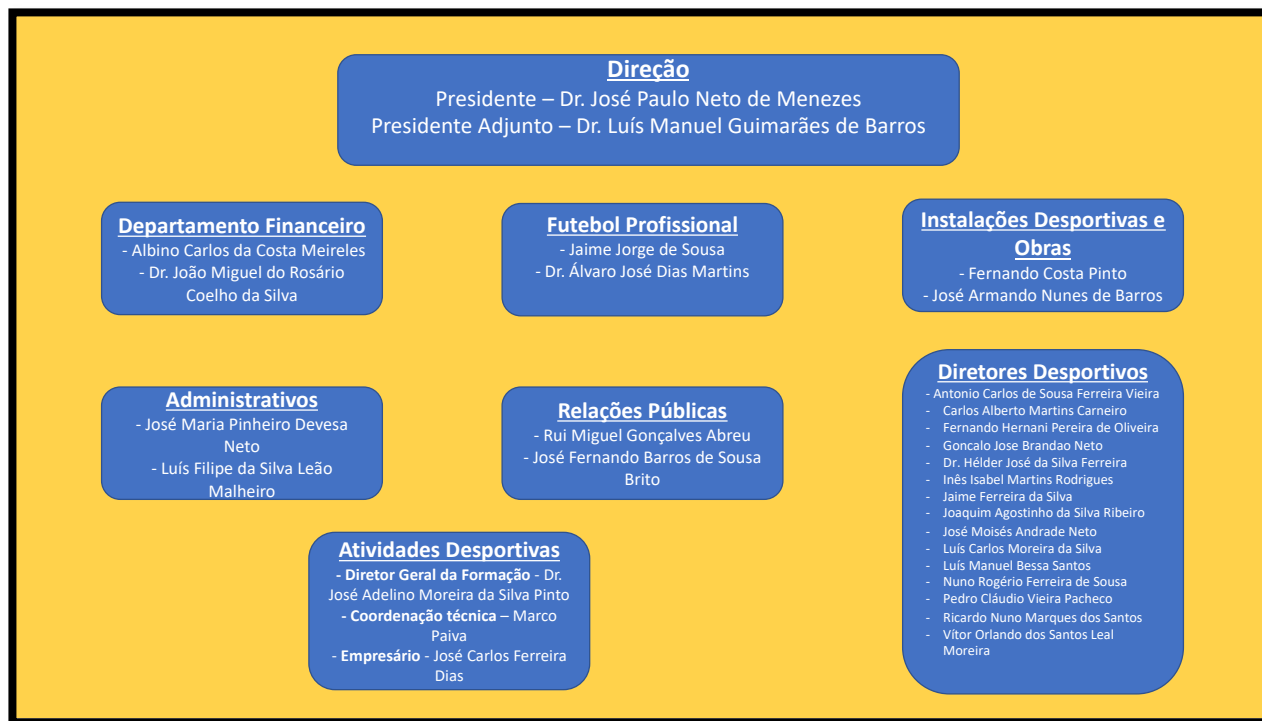 Direção
Presidente – Dr. José Paulo Neto de Menezes
Presidente Adjunto – Dr. Luís Manuel Guimarães de Barros
Departamento Financeiro
- Albino Carlos da Costa Meireles
- Dr. João Miguel do Rosário
Coelho da Silva
Futebol Profissional
- Jaime Jorge de Sousa
- Dr. Álvaro José Dias Martins
Instalações Desportivas e
Obras
- Fernando Costa Pinto
- José Armando Nunes de Barros
Administrativos
- José Maria Pinheiro Devesa
Neto
- Luís Filipe da Silva Leão
Malheiro
Relações Públicas
- Rui Miguel Gonçalves Abreu
- José Fernando Barros de Sousa
Brito
Diretores Desportivos
- Antonio Carlos de Sousa Ferreira Vieira
- Carlos Alberto Martins Carneiro
- Fernando Hernani Pereira de Oliveira
- Goncalo Jose Brandao Neto
- Dr. Hélder José da Silva Ferreira
- Inês Isabel Martins Rodrigues
- Jaime Ferreira da Silva
- Joaquim Agostinho da Silva Ribeiro
- José Moisés Andrade Neto
- Luís Carlos Moreira da Silva
- Luís Manuel Bessa Santos
- Nuno Rogério Ferreira de Sousa
- Pedro Cláudio Vieira Pacheco
- Ricardo Nuno Marques dos Santos
- Vítor Orlando dos Santos Leal
Moreira
Atividades Desportivas
- Diretor Geral da Formação - Dr.
José Adelino Moreira da Silva Pinto
- Coordenação técnica – Marco
Paiva
- Empresário - José Carlos Ferreira
Dias